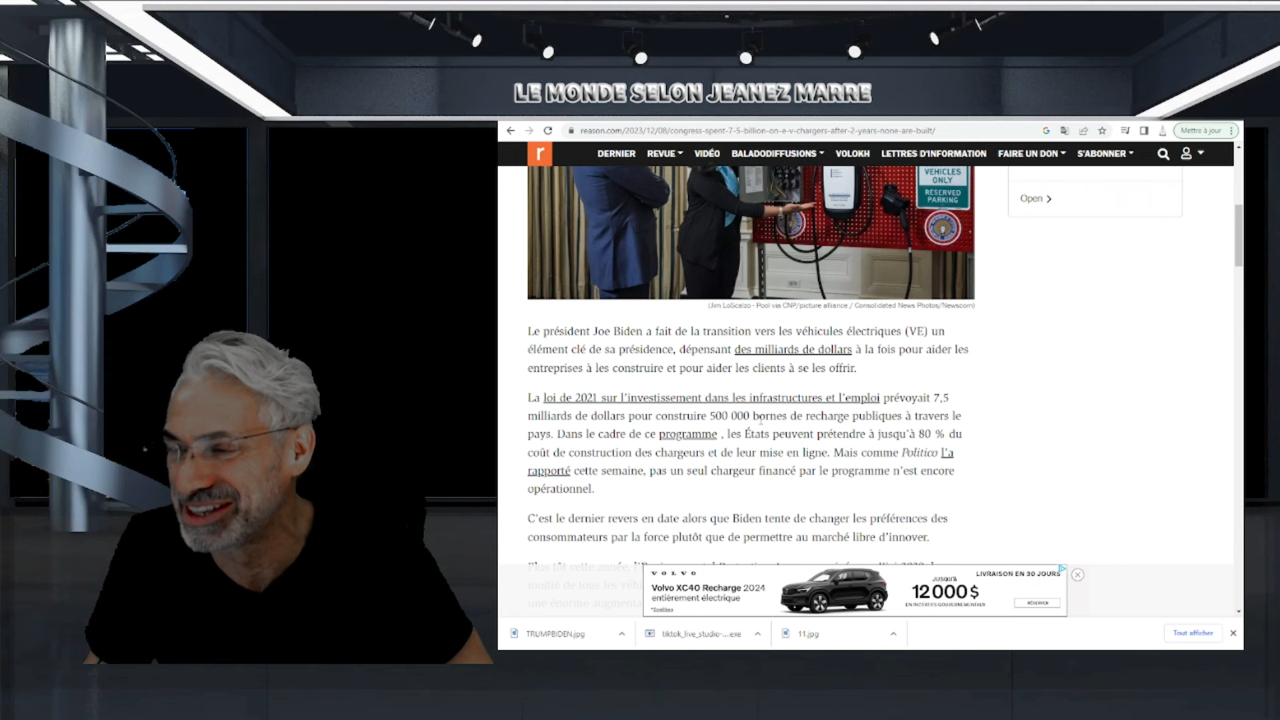 LE MONDE SELON JEANEZ MARRE
reason.com/2023/12/08/congress-spent-7-5-billion-on-e-v-chargers-after-2-years-none-are-built/
Mettre à jour
r
DERNIER REVUE VIDÉO BALADODIFFUSIONS VOLOKH LETTRES D'INFORMATION FAIRE UN DON S'ABONNER
VEHICLES
ONLY
RESERVED
PARKING
Open
(Jim LoScalzo - Pool via CNP/picture alliance / Consolidated News Photos/Newscom)
Le président Joe Biden a fait de la transition vers les véhicules électriques (VE) un
élément clé de sa présidence, dépensant des milliards de dollars à la fois pour aider les
entreprises à les construire et pour aider les clients à se les offrir.
La loi de 2021 sur l'investissement dans les infrastructures et l'emploi prévoyait 7,5
milliards de dollars pour construire 500 000 bornes de recharge publiques à travers le
pays. Dans le cadre de ce programme , les États peuvent prétendre à jusqu'à 80 % du
coût de construction des chargeurs et de leur mise en ligne. Mais comme Politico l'a
rapporté cette semaine, pas un seul chargeur financé par le programme n'est encore
opérationnel.
C'est le dernier revers en date alors que Biden tente de changer les préférences des
consommateurs par la force plutôt que de permettre au marché libre d'innover.
moitié de tous les
une énorme
VOLVO
Volvo XC40 Recharge 2024
entièrement électrique
LIVRAISON EN 30 JOURS
JUSQU'À
12 000 $
RÉSERVER
TRUMPBIDEN.jpg
tiktok_live_studio-....exe
11.jpg
Tout afficher